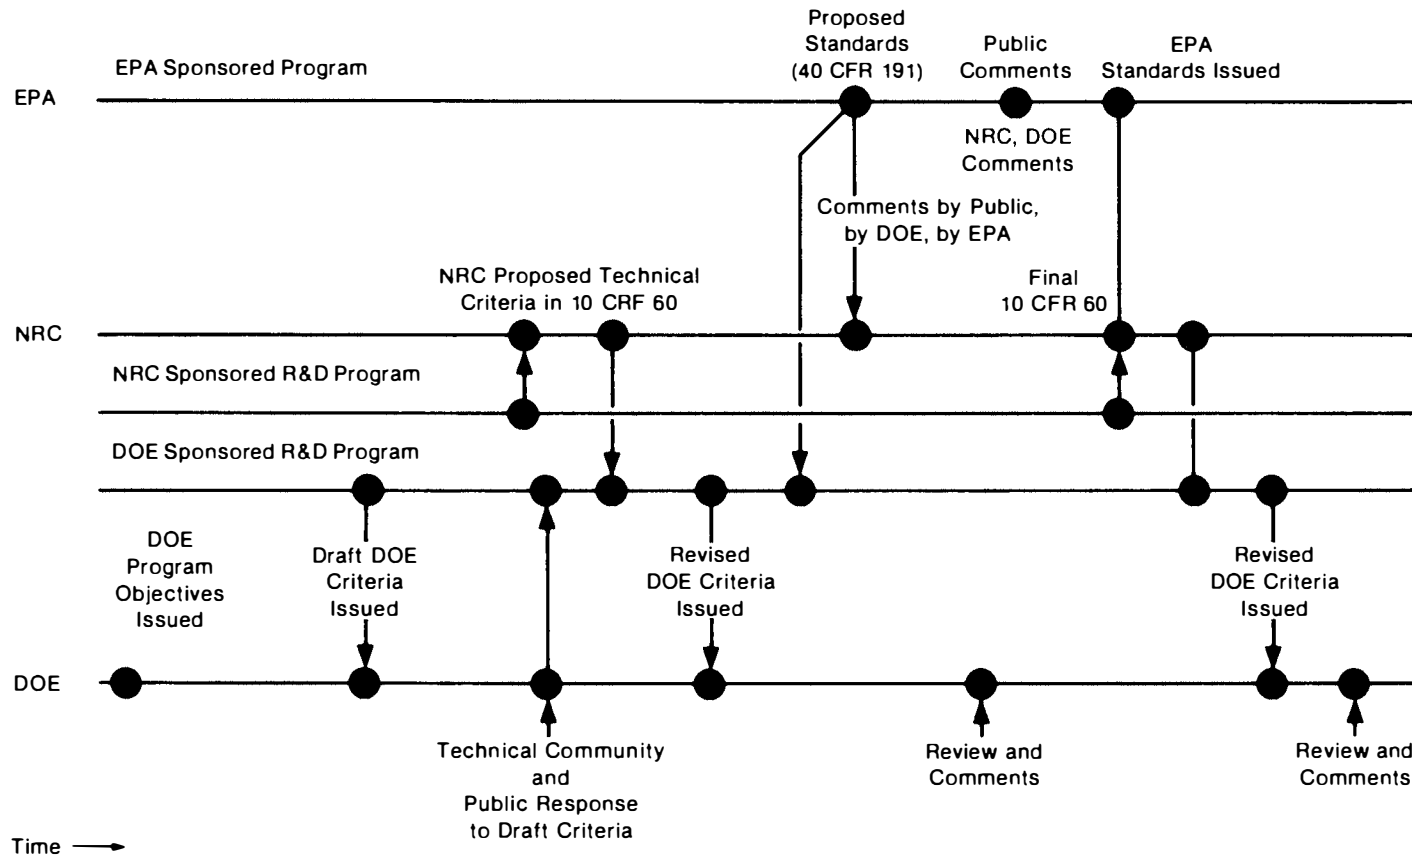 Proposed
Standards
(40 CFR 191)
Public
Comments
EPA
Standards Issued
EPA Sponsored Program
EPA
NRC, DOE
Comments
Comments by Public,
by DOE, by EPA
NRC Proposed Technical
Criteria in 10 CRF 60
Final
10 CFR 60
NRC
NRC Sponsored R&D Program
DOE Sponsored R&D Program
DOE
Program
Objectives
Issued
Draft DOE
Criteria
Issued
Revised
DOE Criteria
Issued
Revised
DOE Criteria
Issued
DOE
Technical Community
and
Public Response
to Draft Criteria
Review and
Comments
Review and
Comments
Time